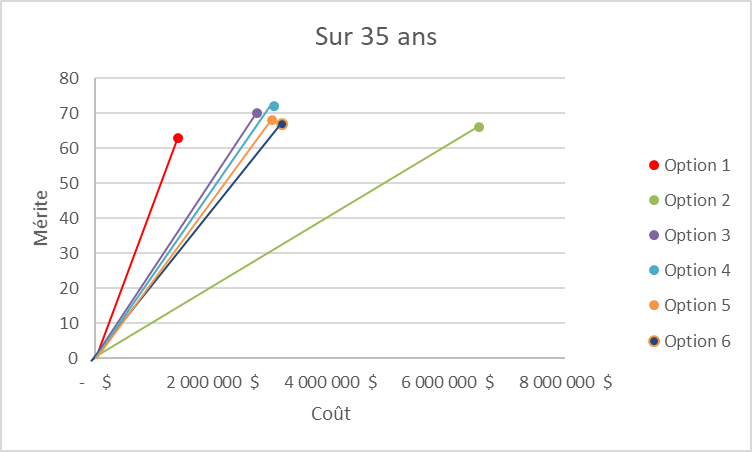 Sur 35 ans
80
70
60
50
40
30
20
10
0
Mérite
- $ 2 000 000 $ 4 000 000 $ 6 000 000 $ 8 000 000 $
Coût
Option 1
Option 2
Option 3
Option 4
Option 5
Option 6